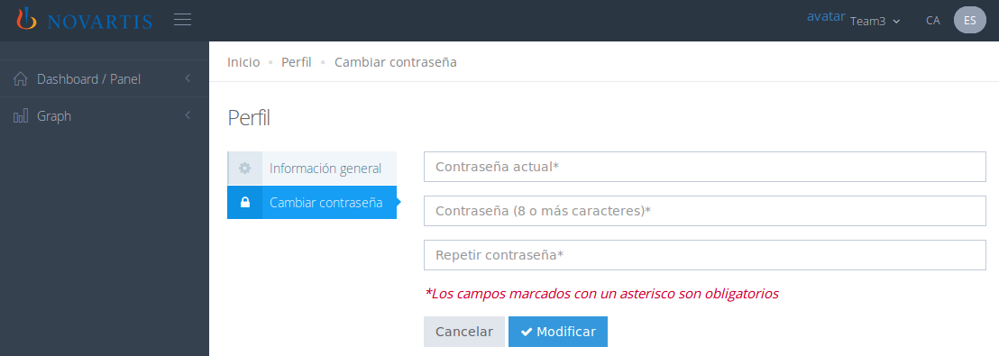 NOVARTIS
avatar Team3 CA ES
Dashboard / Panel
Graph
Inicio Perfil Cambiar contraseña
Perfil
Información general
Cambiar contraseña
Contraseña actual*
Contraseña (8 o más caracteres)*
Repetir contraseña*
*Los campos marcados con un asterisco son obligatorios
Cancelar Modificar